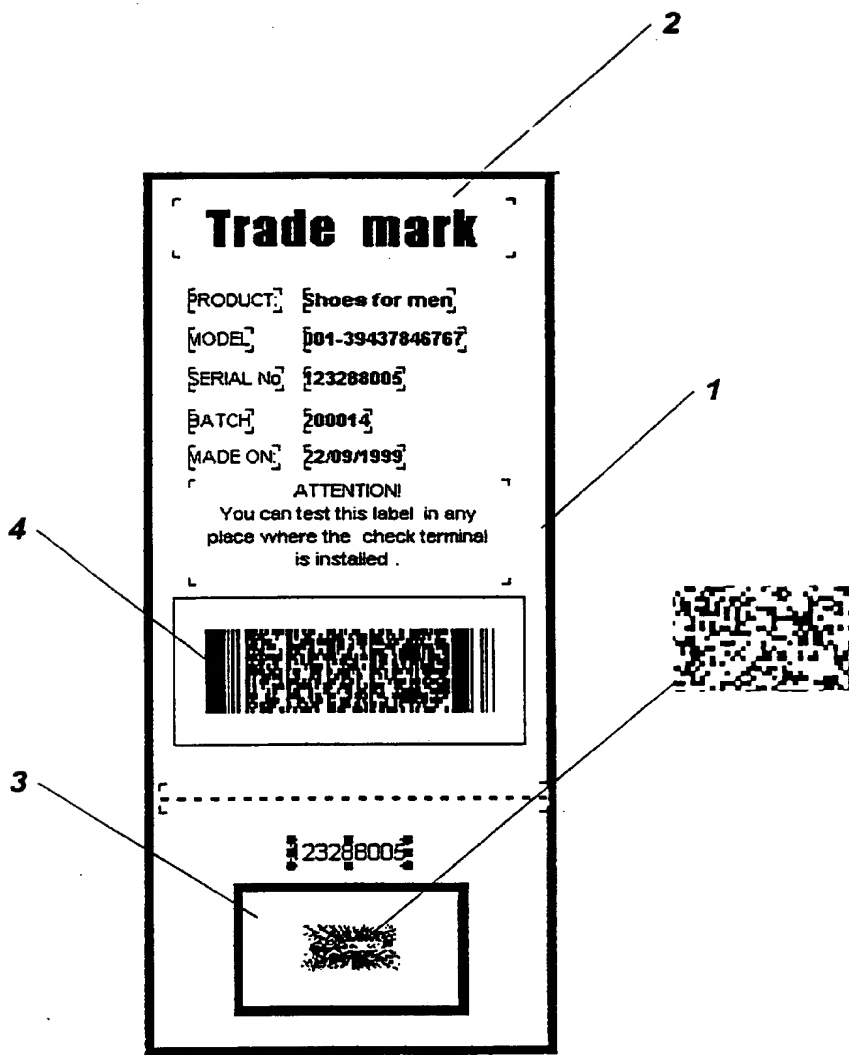 2
Trade mark
PRODUCT: Shoes for men
MODEL 001-39437846767
SERIAL No 123288005
BATCH 200014
MADE ON: 22/09/1999
1
ATTENTION!
You can test this label in any
place where the check terminal
is installed .
4
3
123288005